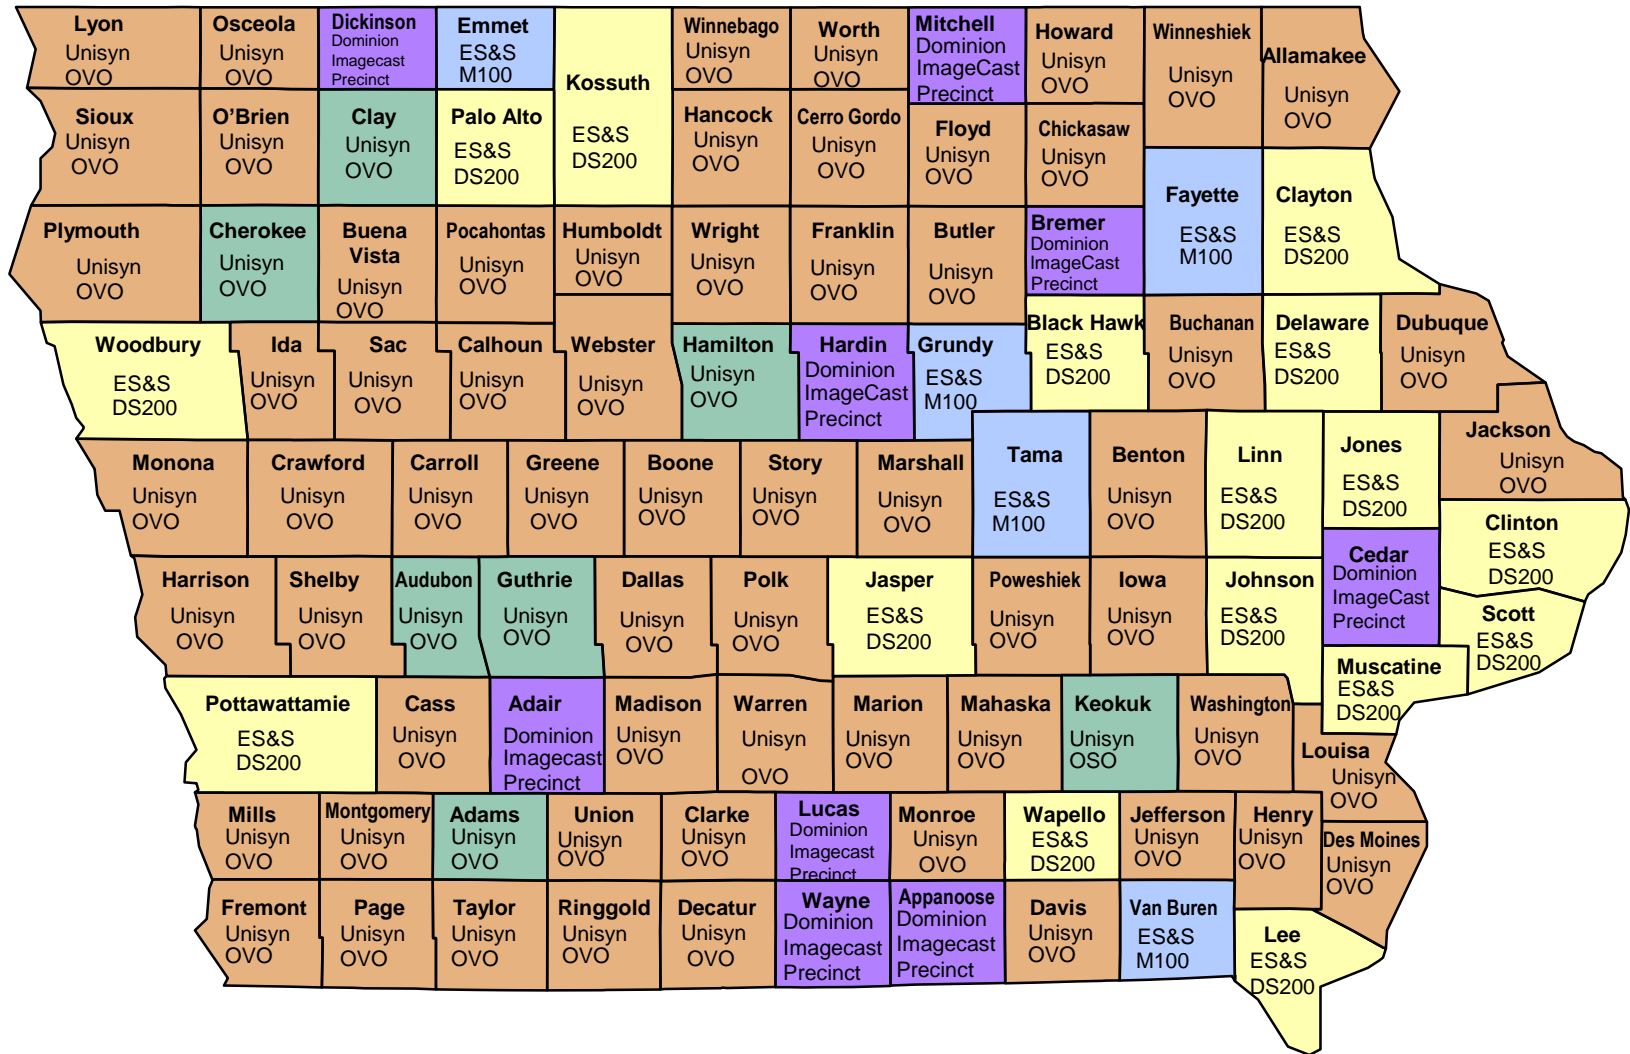 Lyon
Unisyn
OVO
Osceola
Unisyn
OVO
Dickinson
Dominion
Imagecast
Precinct
Emmet
ES&S
M100
Kossuth
ES&S
DS200
Winnebago
Unisyn
OVO
Worth
Unisyn
OVO
Mitchell
Dominion
ImageCast
Precinct
Howard
Unisyn
OVO
Winneshiek
Unisyn
OVO
Allamakee
Unisyn
OVO
Sioux
Unisyn
OVO
O'Brien
Unisyn
OVO
Clay
Unisyn
OVO
Palo Alto
ES&S
DS200
Hancock
Unisyn
OVO
Cerro Gordo
Unisyn
OVO
Floyd
Unisyn
OVO
Chickasaw
Unisyn
OVO
Fayette
ES&S
M100
Clayton
ES&S
DS200
Plymouth
Unisyn
OVO
Cherokee
Unisyn
OVO
Buena
Vista
Unisyn
OVO
Pocahontas
Unisyn
OVO
Humboldt
Unisyn
OVO
Wright
Unisyn
OVO
Franklin
Unisyn
OVO
Butler
Unisyn
OVO
Bremer
Dominion
ImageCast
Precinct
Woodbury
ES&S
DS200
Ida
Unisyn
OVO
Sac
Unisyn
OVO
Calhoun
Unisyn
OVO
Webster
Unisyn
OVO
Hamilton
Unisyn
OVO
Hardin
Dominion
ImageCast
Precinct
Grundy
ES&S
M100
Black Hawk
ES&S
DS200
Buchanan
Unisyn
OVO
Delaware
ES&S
DS200
Dubuque
Unisyn
OVO
Monona
Unisyn
OVO
Crawford
Unisyn
OVO
Carroll
Unisyn
OVO
Greene
Unisyn
OVO
Boone
Unisyn
OVO
Story
Unisyn
OVO
Marshall
Unisyn
OVO
Tama
ES&S
M100
Benton
Unisyn
OVO
Linn
ES&S
DS200
Jones
ES&S
DS200
Jackson
Unisyn
OVO
Clinton
ES&S
DS200
Harrison
Unisyn
OVO
Shelby
Unisyn
OVO
Audubon
Unisyn
OVO
Guthrie
Unisyn
OVO
Dallas
Unisyn
OVO
Polk
Unisyn
OVO
Jasper
ES&S
DS200
Poweshiek
Unisyn
OVO
Iowa
Unisyn
OVO
Johnson
ES&S
DS200
Cedar
Dominion
ImageCast
Precinct
Scott
ES&S
DS200
Muscatine
ES&S
DS200
Pottawattamie
ES&S
DS200
Cass
Unisyn
OVO
Adair
Dominion
Imagecast
Precinct
Madison
Unisyn
OVO
Warren
Unisyn
OVO
Marion
Unisyn
OVO
Mahaska
Unisyn
OVO
Keokuk
Unisyn
OSO
Washington
Unisyn
OVO
Louisa
Unisyn
OVO
Mills
Unisyn
OVO
Montgomery
Unisyn
OVO
Adams
Unisyn
OVO
Union
Unisyn
OVO
Clarke
Unisyn
OVO
Lucas
Dominion
Imagecast
Precinct
Monroe
Unisyn
OVO
Wapello
ES&S
DS200
Jefferson
Unisyn
OVO
Henry
Unisyn
OVO
Des Moines
Unisyn
OVO
Fremont
Unisyn
OVO
Page
Unisyn
OVO
Taylor
Unisyn
OVO
Ringgold
Unisyn
OVO
Decatur
Unisyn
OVO
Wayne
Dominion
Imagecast
Precinct
Appanoose
Dominion
Imagecast
Precinct
Davis
Unisyn
OVO
Van Buren
ES&S
M100
Lee
ES&S
DS200